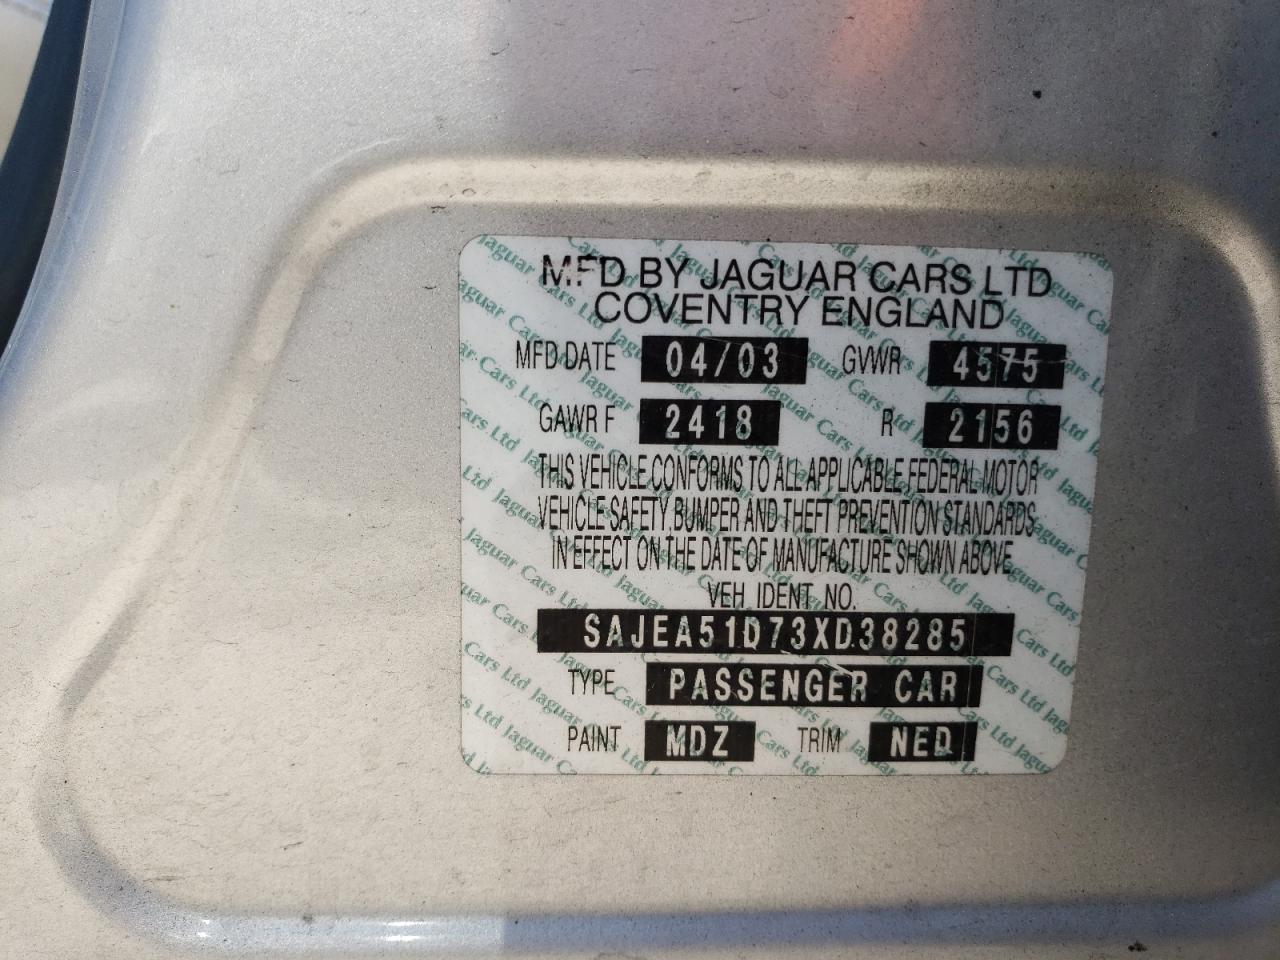 MFD BY JAGUAR CARS LTD
COVENTRY ENGLAND
MFD DATE 04/03 GVWR 4575
GAWR F 2418 R 2156
THIS VEHICLE CONFORMS TO ALL APPLICABLE FEDERAL MOTOR
VEHICLE SAFETY BUMPER AND THEFT PREVENTION STANDARDS
IN EFFECT ON THE DATE OF MANUFACTURE SHOWN ABOVE
VEH IDENT NO.
SAJEA51D73XD38285
TYPE PASSENGER CAR
PAINT MDZ TRIM NED